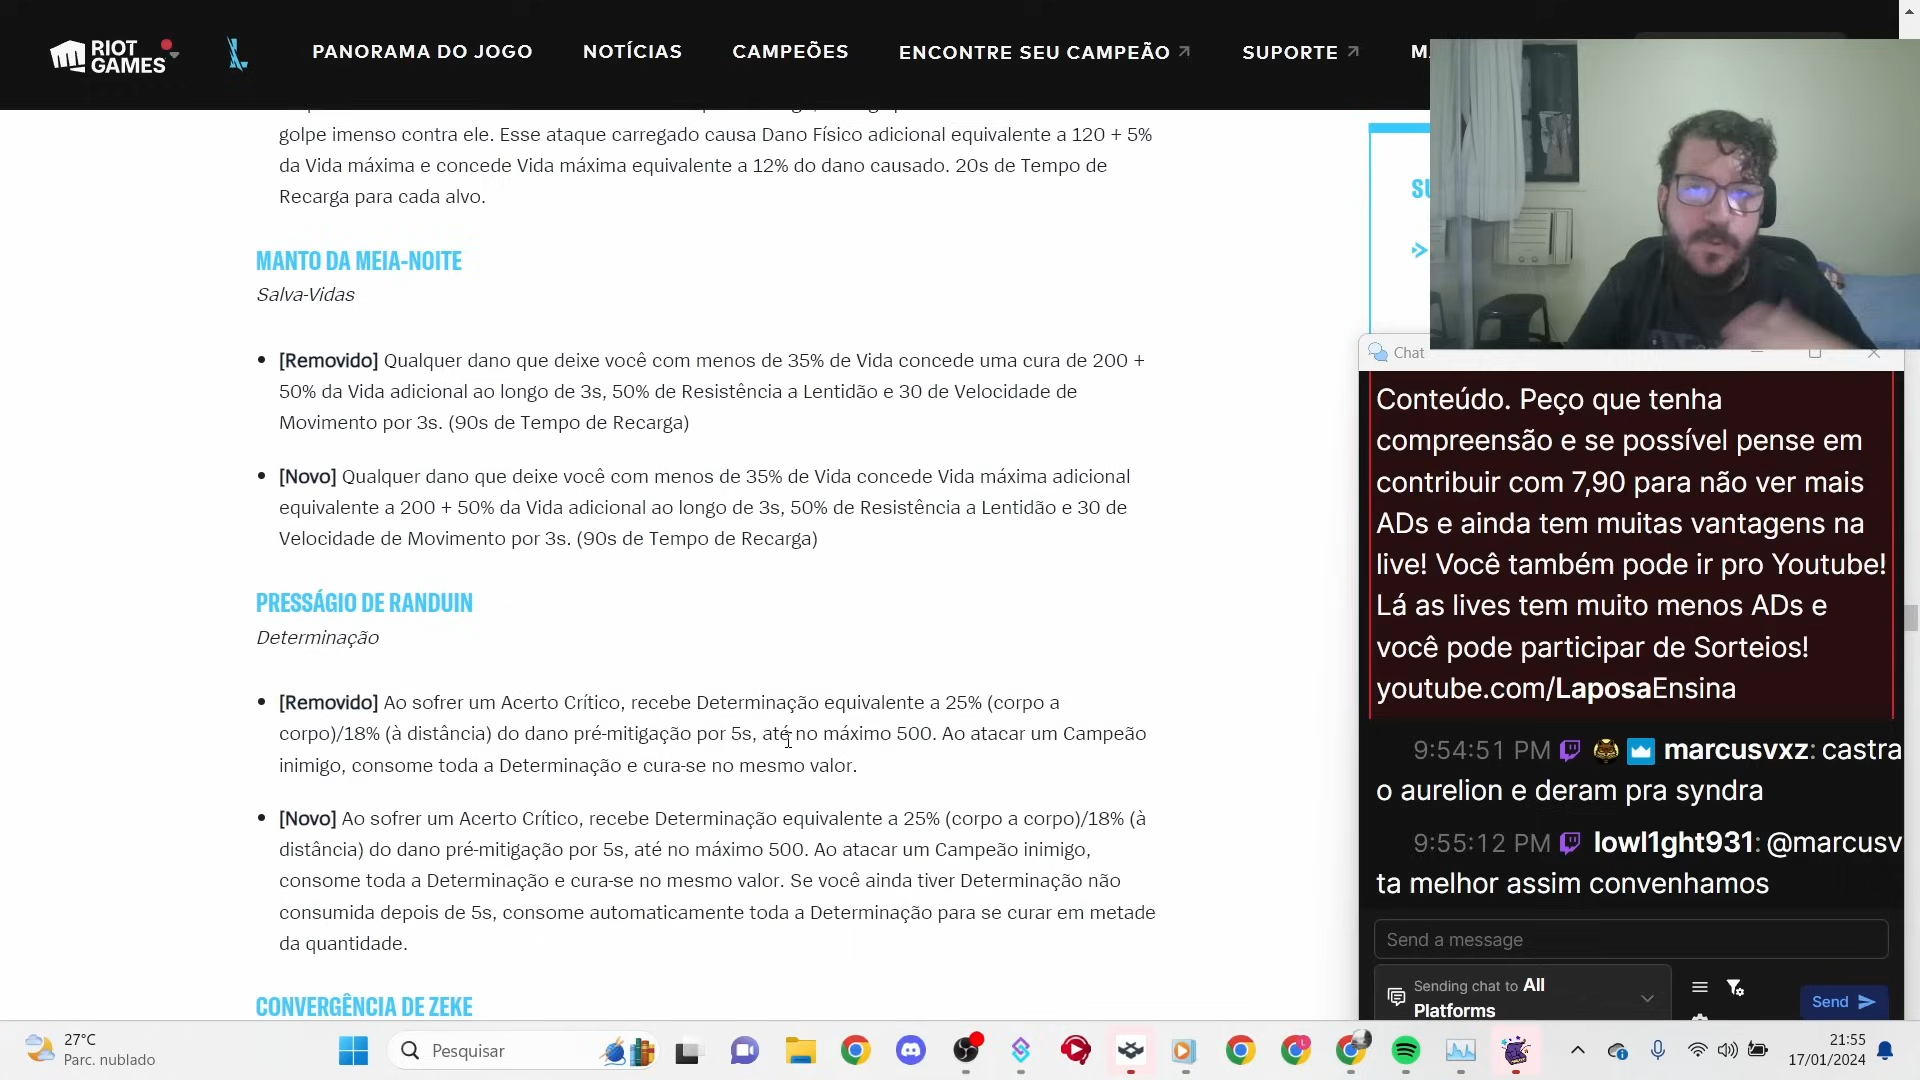 RIOT
GAMES
PANORAMA DO JOGO
NOTÍCIAS
CAMPEÕES
ENCONTRE SEU CAMPEÃO
SUPORTE
golpe imenso contra ele. Esse ataque carregado causa Dano Físico adicional equivalente a 120 + 5%
da Vida máxima e concede Vida máxima equivalente a 12% do dano causado. 20s de Tempo de
Recarga para cada alvo.
MANTO DA MEIA-NOITE
Salva-Vidas
• [Removido] Qualquer dano que deixe você com menos de 35% de Vida concede uma cura de 200 +
50% da Vida adicional ao longo de 3s, 50% de Resistência a Lentidão e 30 de Velocidade de
Movimento por 3s. (90s de Tempo de Recarga)
• [Novo] Qualquer dano que deixe você com menos de 35% de Vida concede Vida máxima adicional
equivalente a 200 + 50% da Vida adicional ao longo de 3s, 50% de Resistência a Lentidão e 30 de
Velocidade de Movimento por 3s. (90s de Tempo de Recarga)
PRESSÁGIO DE RANDUIN
Determinação
• [Removido] Ao sofrer um Acerto Crítico, recebe Determinação equivalente a 25% (corpo a
corpo)/18% (à distância) do dano pré-mitigação por 5s, até no máximo 500. Ao atacar um Campeão
inimigo, consome toda a Determinação e cura-se no mesmo valor.
• [Novo] Ao sofrer um Acerto Crítico, recebe Determinação equivalente a 25% (corpo a corpo)/18% (à
distância) do dano pré-mitigação por 5s, até no máximo 500. Ao atacar um Campeão inimigo,
consome toda a Determinação e cura-se no mesmo valor. Se você ainda tiver Determinação não
consumida depois de 5s, consome automaticamente toda a Determinação para se curar em metade
da quantidade.
CONVERGÊNCIA DE ZEKE
Chat
Conteúdo. Peço que tenha
compreensão e se possível pense em
contribuir com 7,90 para não ver mais
ADs e ainda tem muitas vantagens na
live! Você também pode ir pro Youtube!
Lá as lives tem muito menos ADs e
você pode participar de Sorteios!
youtube.com/LaposaEnsina
9:54:51 PM marcusvxz: castra
o aurelion e deram pra syndra
9:55:12 PM lowl1ght931: @marcusv
ta melhor assim convenhamos
Send a message
Sending chat to All
Platforms
Send
27°C
Parc. nublado
Pesquisar
21:55
17/01/2024